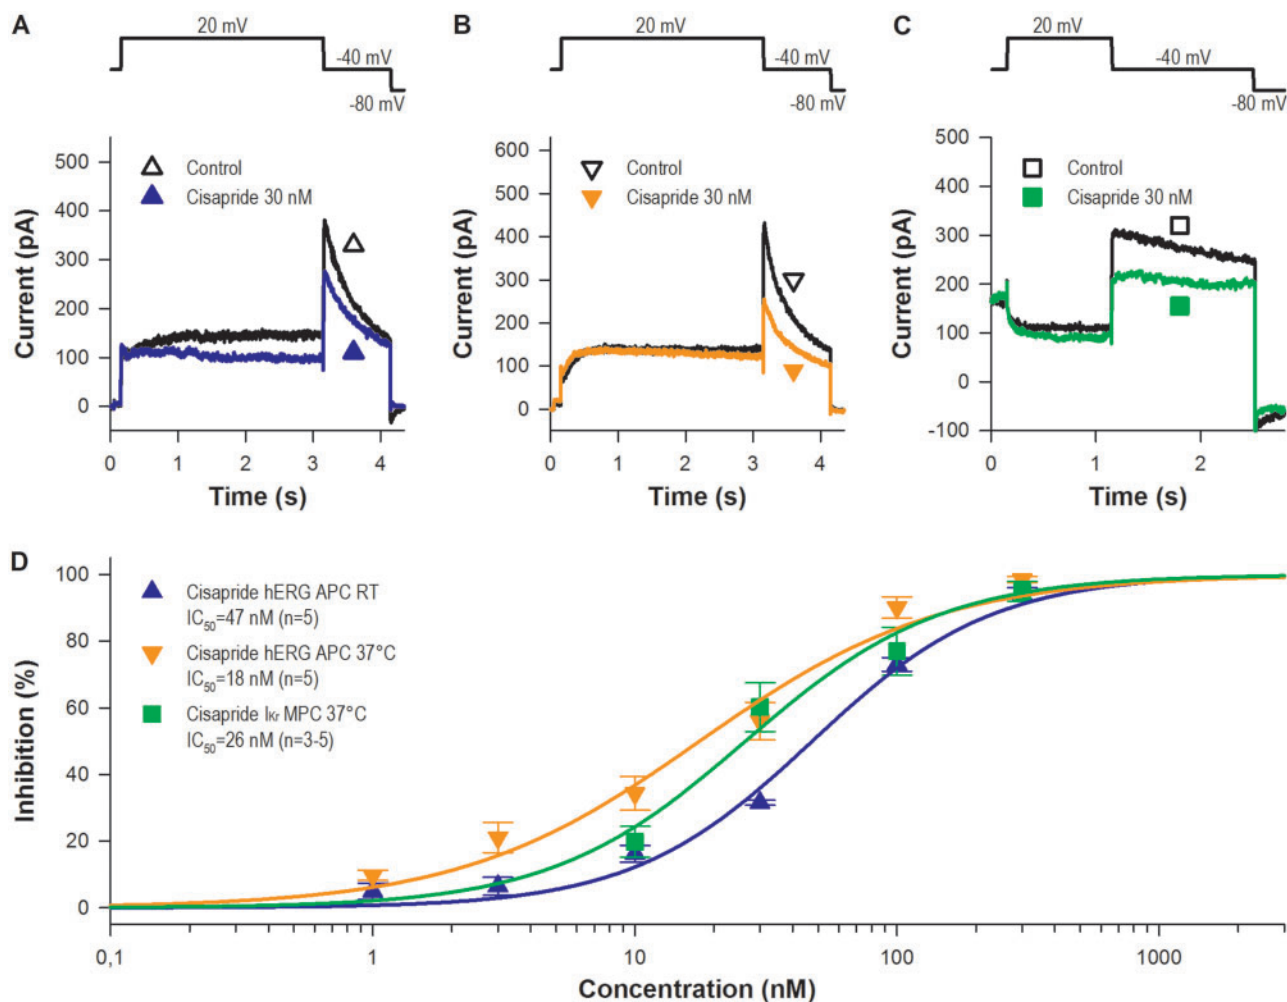 A
20 mV
-40 mV
-80 mV
500
400
300
200
100
0
Current (pA)
Control
Cisapride 30 nM
0 1 2 3 4
Time (s)
B
20 mV
-40 mV
-80 mV
600
500
400
300
200
100
0
Current (pA)
Control
Cisapride 30 nM
0 1 2 3 4
Time (s)
C
20 mV
-40 mV
-80 mV
500
400
300
200
100
0
-100
Current (pA)
Control
Cisapride 30 nM
0 1 2
Time (s)
D
100
80
60
40
20
0
Inhibition (%)
Cisapride hERG APC RT
IC50=47 nM (n=5)
Cisapride hERG APC 37°C
IC50=18 nM (n=5)
Cisapride IKr MPC 37°C
IC50=26 nM (n=3-5)
0,1 1 10 100 1000
Concentration (nM)